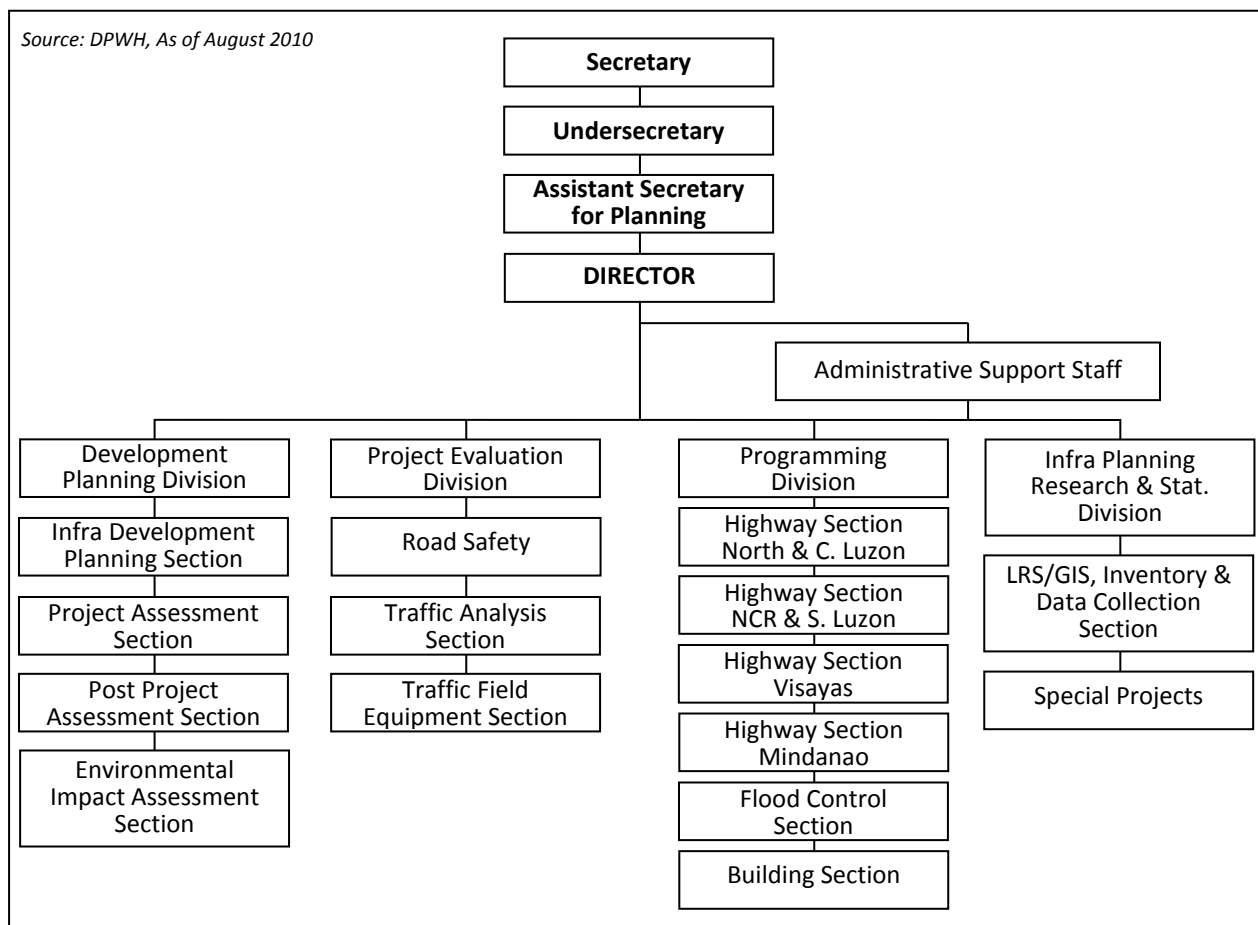 Source: DPWH, As of August 2010
Secretary
Undersecretary
Assistant Secretary
for Planning
DIRECTOR
Administrative Support Staff
Development
Planning Division
Infra Development
Planning Section
Project Assessment
Section
Post Project
Assessment Section
Environmental
Impact Assessment
Section
Project Evaluation
Division
Road Safety
Traffic Analysis
Section
Traffic Field
Equipment Section
Programming
Division
Highway Section
North & C. Luzon
Highway Section
NCR & S. Luzon
Highway Section
Visayas
Highway Section
Mindanao
Flood Control
Section
Building Section
Infra Planning
Research & Stat.
Division
LRS/GIS, Inventory &
Data Collection
Section
Special Projects